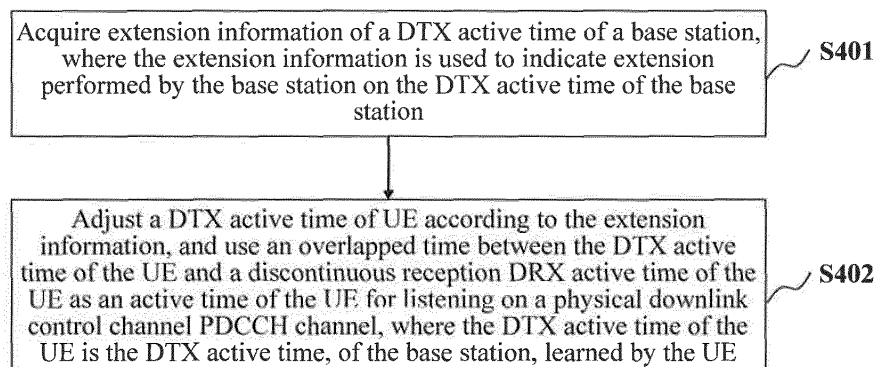 Acquire extension information of a DTX active time of a base station,
where the extension information is used to indicate extension
performed by the base station on the DTX active time of the base
station
S401
Adjust a DTX active time of UE according to the extension
information, and use an overlapped time between the DTX active
time of the UE and a discontinuous reception DRX active time of the
UE as an active time of the UE for listening on a physical downlink
control channel PDCCH channel, where the DTX active time of the
UE is the DTX active time, of the base station, learned by the UE
S402